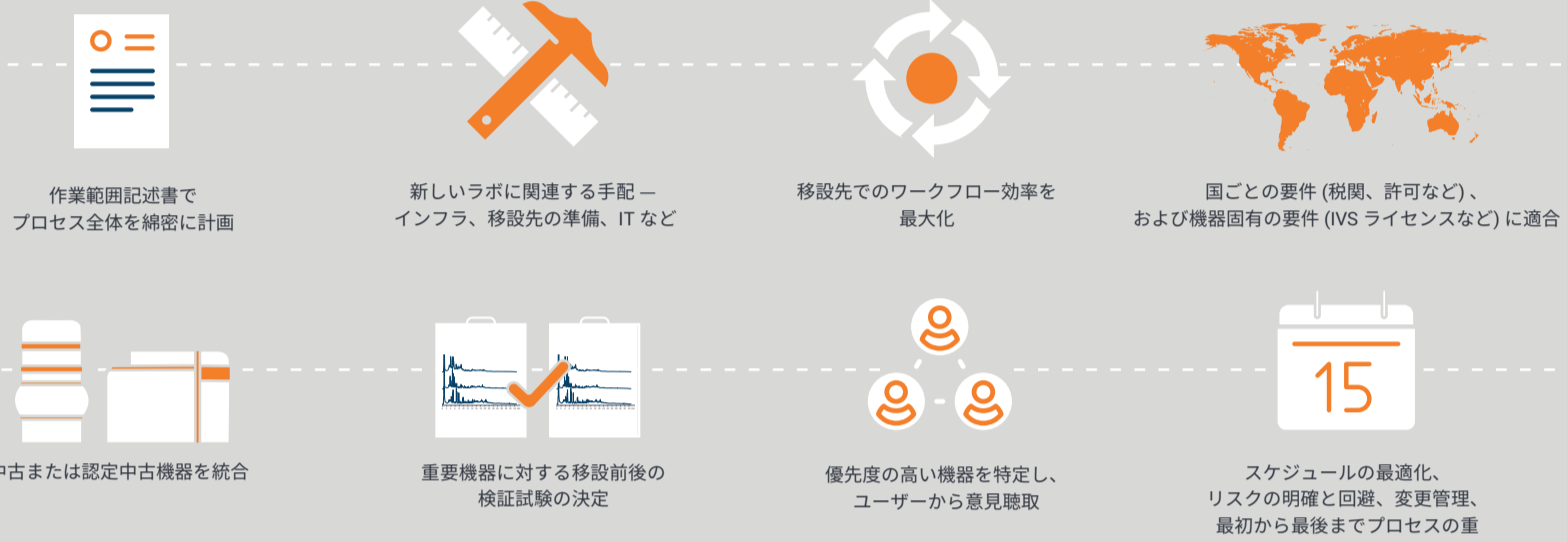 作業範囲記述書で
プロセス全体を綿密に計画
新しいラボに関連する手配 —
インフラ、移設先の準備、IT など
移設先でのワークフロー効率を
最大化
国ごとの要件 (税関、許可など) 、
および機器固有の要件 (IVS ライセンスなど) に適合
中古または認定中古機器を統合
重要機器に対する移設前後の
検証試験の決定
優先度の高い機器を特定し、
ユーザーから意見聴取
15
スケジュールの最適化、
リスクの明確と回避、変更管理、
最初から最後までプロセスの重